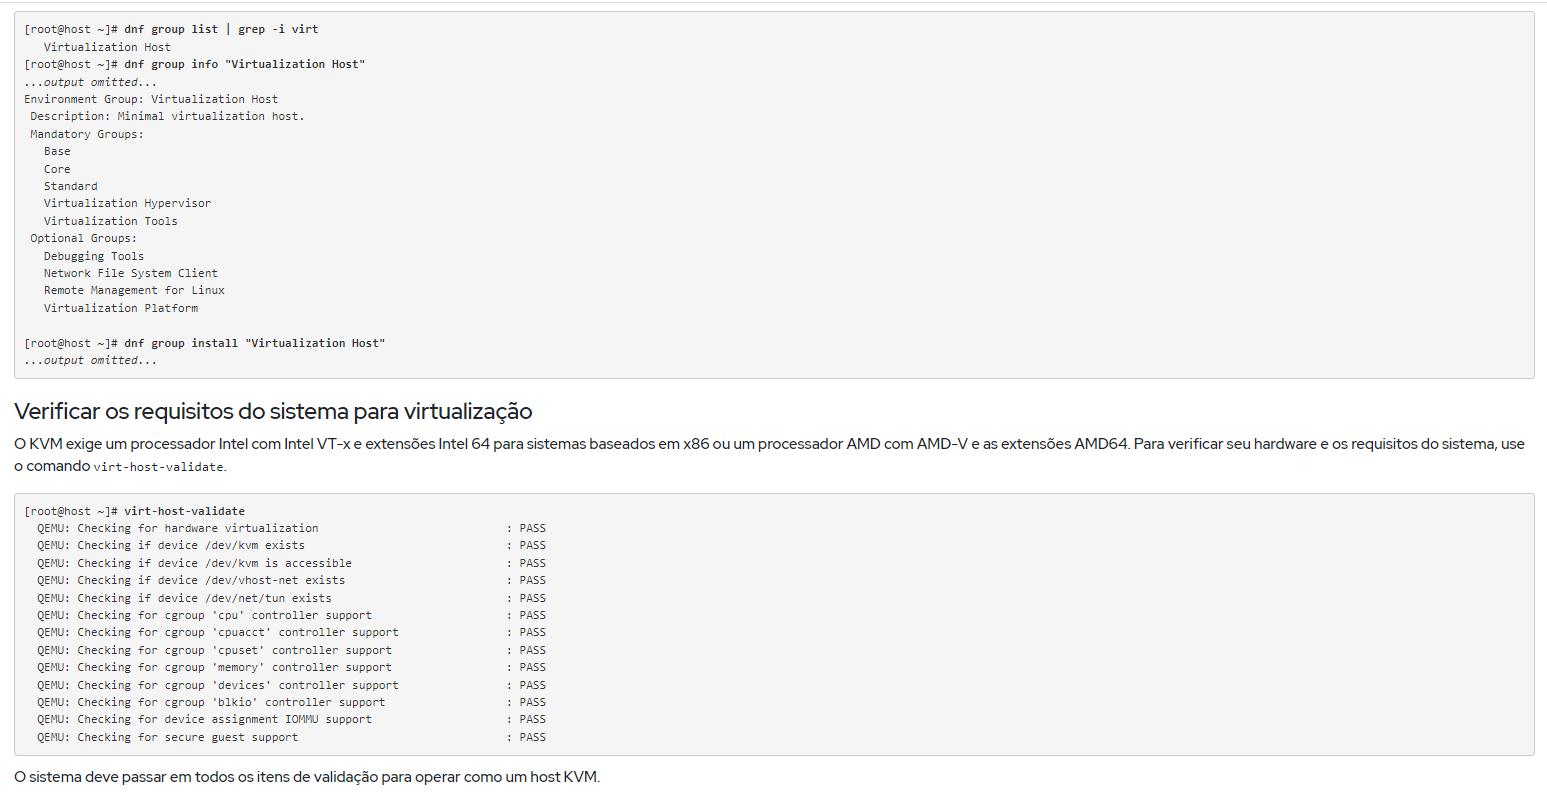 [root@host ~]# dnf group list | grep -i virt
   Virtualization Host
[root@host ~]# dnf group info "Virtualization Host"
...output omitted...
Environment Group: Virtualization Host
 Description: Minimal virtualization host.
 Mandatory Groups:
   Base
   Core
   Standard
   Virtualization Hypervisor
   Virtualization Tools
 Optional Groups:
   Debugging Tools
   Network File System Client
   Remote Management for Linux
   Virtualization Platform
[root@host ~]# dnf group install "Virtualization Host"
...output omitted...
Verificar os requisitos do sistema para virtualização
O KVM exige um processador Intel com Intel VT-x e extensões Intel 64 para sistemas baseados em x86 ou um processador AMD com AMD-V e as extensões AMD64. Para verificar seu hardware e os requisitos do sistema, use
o comando virt-host-validate.
[root@host ~]# virt-host-validate
  QEMU: Checking for hardware virtualization : PASS
  QEMU: Checking if device /dev/kvm exists : PASS
  QEMU: Checking if device /dev/kvm is accessible : PASS
  QEMU: Checking if device /dev/vhost-net exists : PASS
  QEMU: Checking if device /dev/net/tun exists : PASS
  QEMU: Checking for cgroup 'cpu' controller support : PASS
  QEMU: Checking for cgroup 'cpuacct' controller support : PASS
  QEMU: Checking for cgroup 'cpuset' controller support : PASS
  QEMU: Checking for cgroup 'memory' controller support : PASS
  QEMU: Checking for cgroup 'devices' controller support : PASS
  QEMU: Checking for cgroup 'blkio' controller support : PASS
  QEMU: Checking for device assignment IOMMU support : PASS
  QEMU: Checking for secure guest support : PASS
O sistema deve passar em todos os itens de validação para operar como um host KVM.